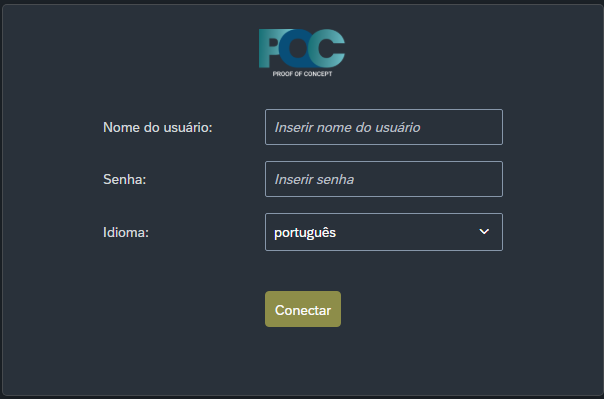 POC
PROOF OF CONCEPT
Nome do usuário: Inserir nome do usuário
Senha: Inserir senha
Idioma: português
Conectar